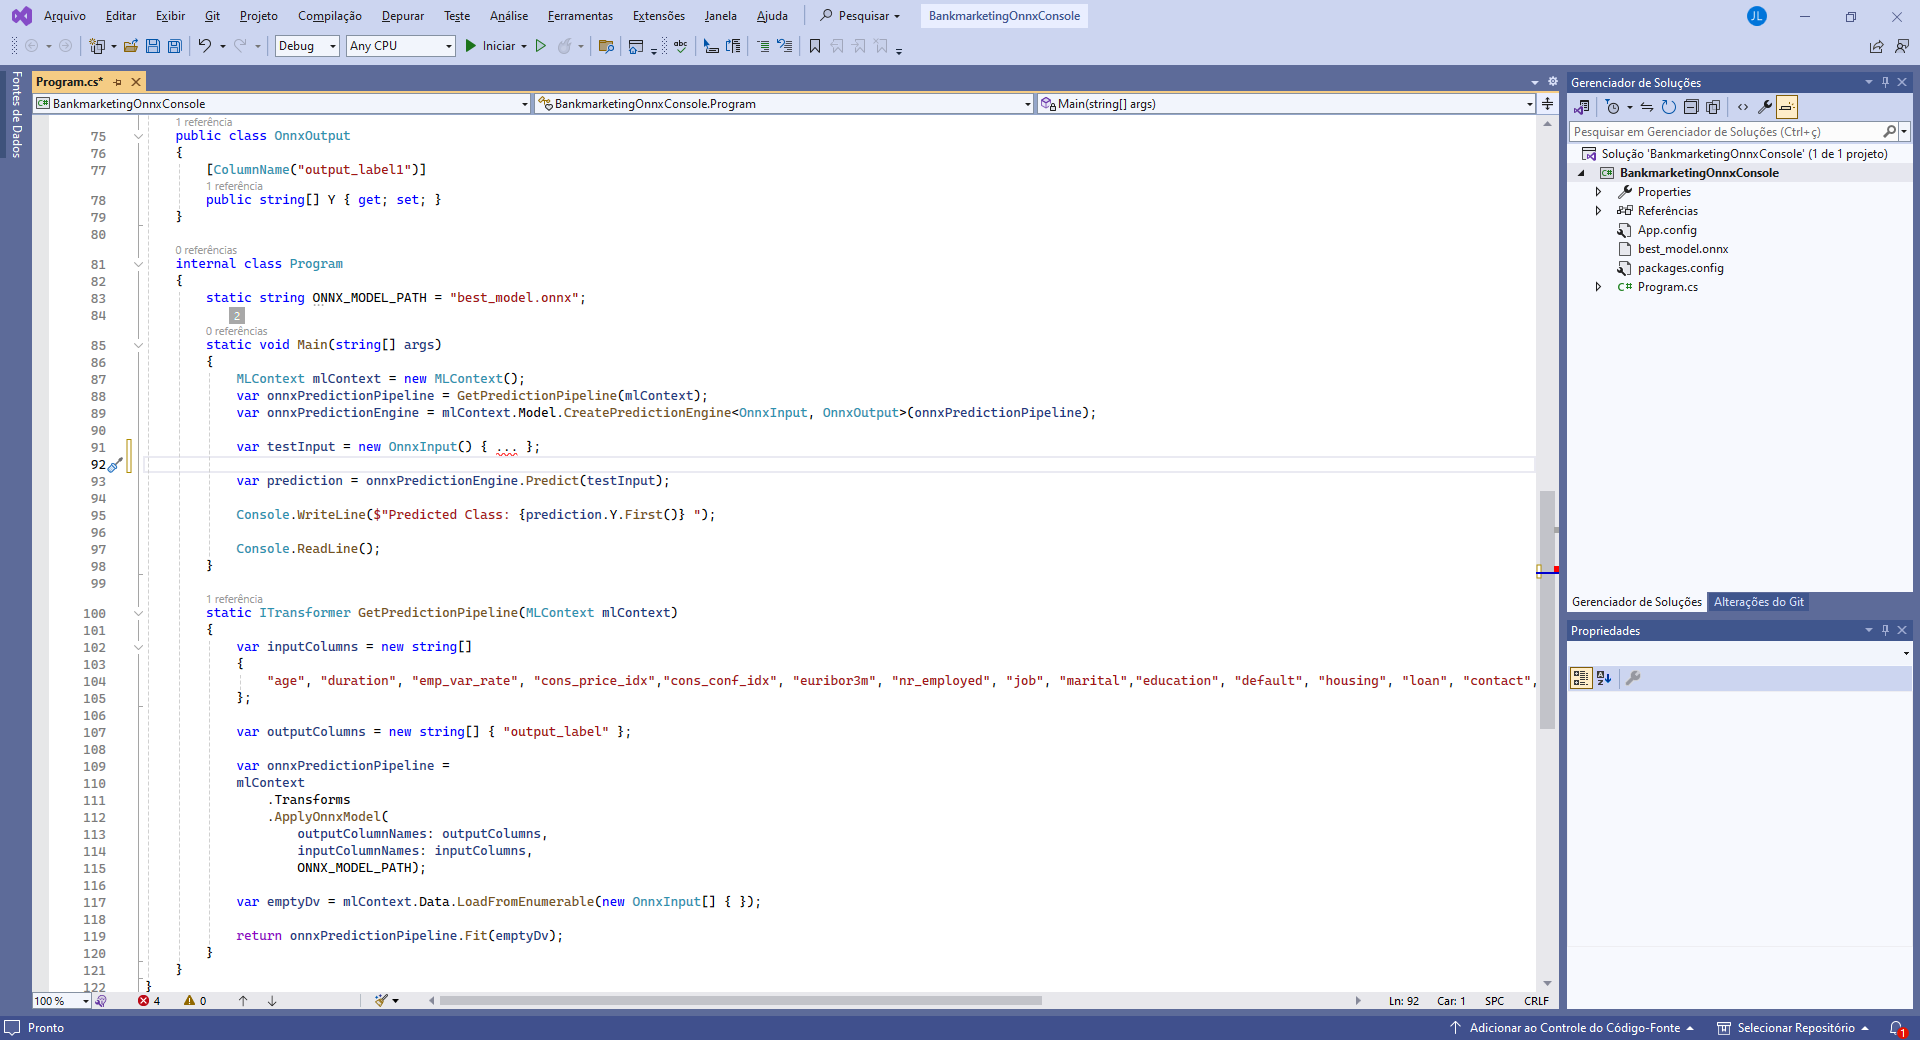 Arquivo Editar Exibir Git Projeto Compilação Depurar Teste Análise Ferramentas Extensões Janela Ajuda Pesquisar BankmarketingOnnxConsole JL
Debug Any CPU Iniciar
Fontes de Dados
Program.cs*
BankmarketingOnnxConsole BankmarketingOnnxConsole.Program Main(string[] args)
1 referência
75 public class OnnxOutput
76 {
77 [ColumnName("output_label1")]
1 referência
78 public string[] Y { get; set; }
79 }
80
0 referências
81 internal class Program
82 {
83 static string ONNX_MODEL_PATH = "best_model.onnx";
84 2
0 referências
85 static void Main(string[] args)
86 {
87 MLContext mlContext = new MLContext();
88 var onnxPredictionPipeline = GetPredictionPipeline(mlContext);
89 var onnxPredictionEngine = mlContext.Model.CreatePredictionEngine<OnnxInput, OnnxOutput>(onnxPredictionPipeline);
90
91 var testInput = new OnnxInput() { ... };
92
93 var prediction = onnxPredictionEngine.Predict(testInput);
94
95 Console.WriteLine($"Predicted Class: {prediction.Y.First()} ");
96
97 Console.ReadLine();
98 }
99
1 referência
100 static ITransformer GetPredictionPipeline(MLContext mlContext)
101 {
102 var inputColumns = new string[]
103 {
104 "age", "duration", "emp_var_rate", "cons_price_idx","cons_conf_idx", "euribor3m", "nr_employed", "job", "marital","education", "default", "housing", "loan", "contact",
105 };
106
107 var outputColumns = new string[] { "output_label" };
108
109 var onnxPredictionPipeline =
110 mlContext
111 .Transforms
112 .ApplyOnnxModel(
113 outputColumnNames: outputColumns,
114 inputColumnNames: inputColumns,
115 ONNX_MODEL_PATH);
116
117 var emptyDv = mlContext.Data.LoadFromEnumerable(new OnnxInput[] { });
118
119 return onnxPredictionPipeline.Fit(emptyDv);
120 }
121 }
122 }
100 % 4 0 Ln: 92 Car: 1 SPC CRLF
Gerenciador de Soluções
Pesquisar em Gerenciador de Soluções (Ctrl+ç)
Solução 'BankmarketingOnnxConsole' (1 de 1 projeto)
BankmarketingOnnxConsole
Properties
Referências
App.config
best_model.onnx
packages.config
C# Program.cs
Gerenciador de Soluções Alterações do Git
Propriedades
Pronto Adicionar ao Controle do Código-Fonte Selecionar Repositório 1